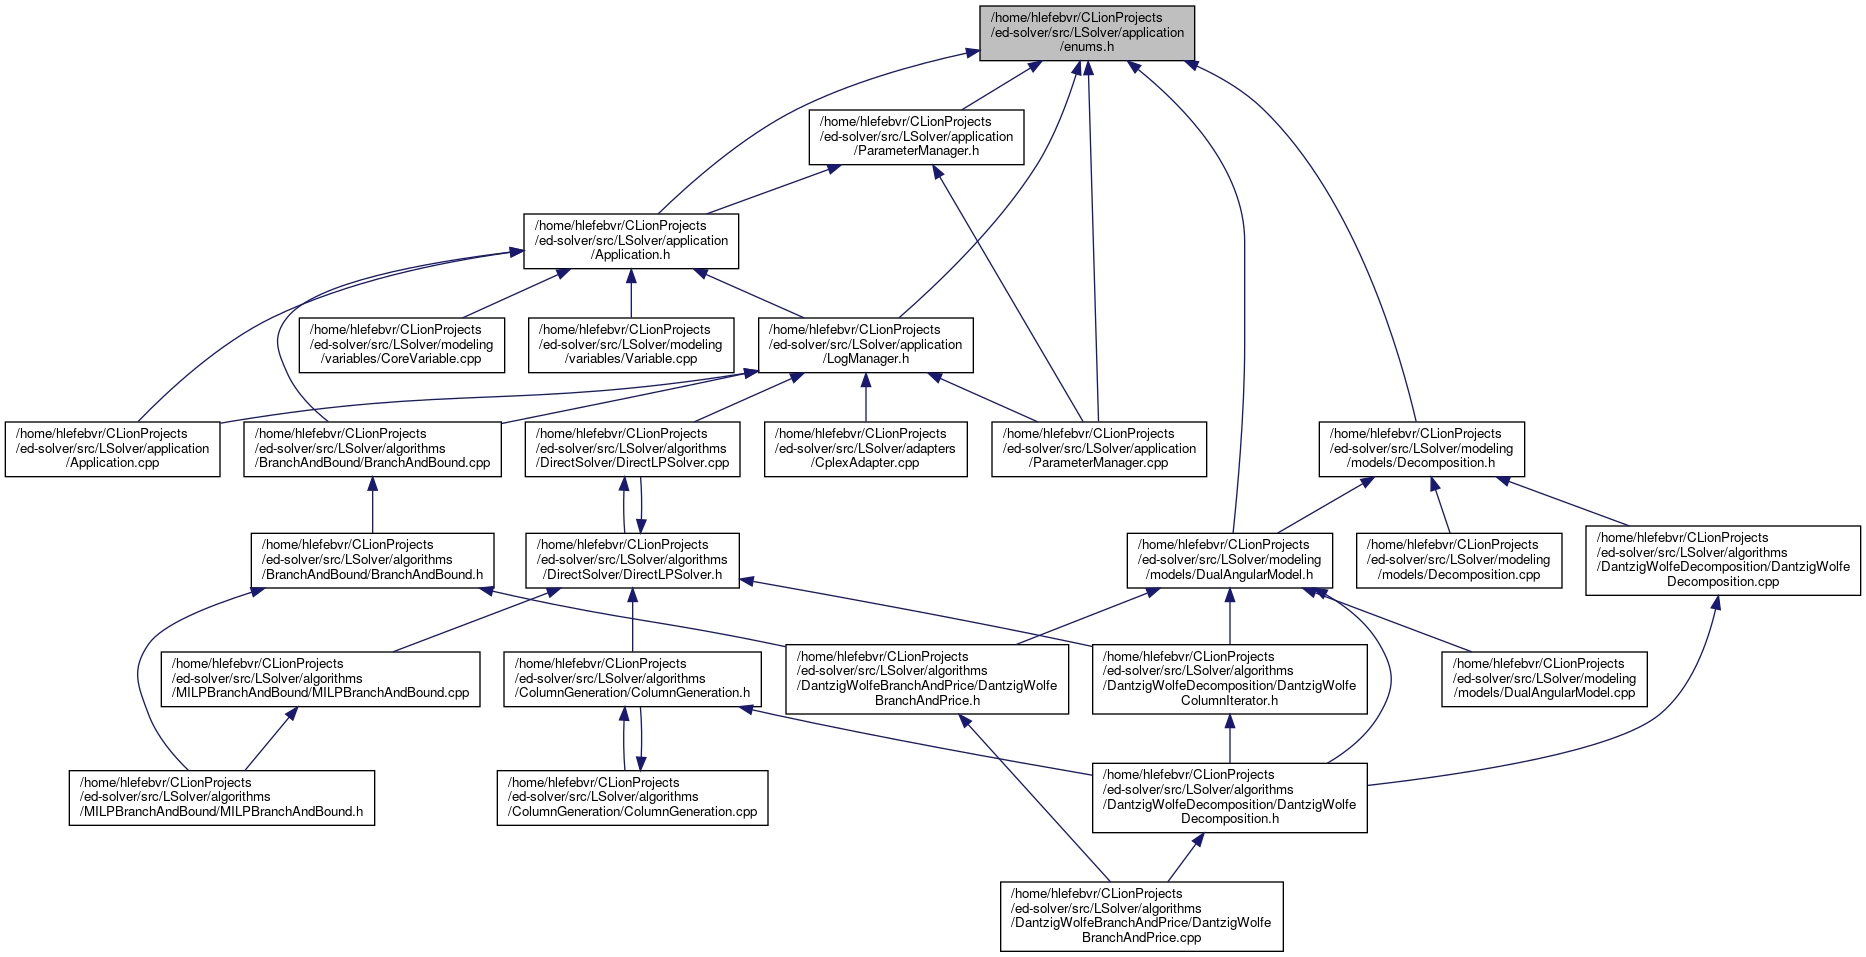 /home/hlefebvr/CLionProjects
/ed-solver/src/LSolver/application
/enums.h
/home/hlefebvr/CLionProjects
/ed-solver/src/LSolver/application
/ParameterManager.h
/home/hlefebvr/CLionProjects
/ed-solver/src/LSolver/application
/Application.h
/home/hlefebvr/CLionProjects
/ed-solver/src/LSolver/modeling
/variables/CoreVariable.cpp
/home/hlefebvr/CLionProjects
/ed-solver/src/LSolver/modeling
/variables/Variable.cpp
/home/hlefebvr/CLionProjects
/ed-solver/src/LSolver/application
/LogManager.h
/home/hlefebvr/CLionProjects
/ed-solver/src/LSolver/application
/Application.cpp
/home/hlefebvr/CLionProjects
/ed-solver/src/LSolver/algorithms
/BranchAndBound/BranchAndBound.cpp
/home/hlefebvr/CLionProjects
/ed-solver/src/LSolver/algorithms
/DirectSolver/DirectLPSolver.cpp
/home/hlefebvr/CLionProjects
/ed-solver/src/LSolver/adapters
/CplexAdapter.cpp
/home/hlefebvr/CLionProjects
/ed-solver/src/LSolver/application
/ParameterManager.cpp
/home/hlefebvr/CLionProjects
/ed-solver/src/LSolver/modeling
/models/Decomposition.h
/home/hlefebvr/CLionProjects
/ed-solver/src/LSolver/algorithms
/BranchAndBound/BranchAndBound.h
/home/hlefebvr/CLionProjects
/ed-solver/src/LSolver/algorithms
/DirectSolver/DirectLPSolver.h
/home/hlefebvr/CLionProjects
/ed-solver/src/LSolver/modeling
/models/DualAngularModel.h
/home/hlefebvr/CLionProjects
/ed-solver/src/LSolver/modeling
/models/Decomposition.cpp
/home/hlefebvr/CLionProjects
/ed-solver/src/LSolver/algorithms
/DantzigWolfeDecomposition/DantzigWolfe
Decomposition.cpp
/home/hlefebvr/CLionProjects
/ed-solver/src/LSolver/algorithms
/MILPBranchAndBound/MILPBranchAndBound.cpp
/home/hlefebvr/CLionProjects
/ed-solver/src/LSolver/algorithms
/ColumnGeneration/ColumnGeneration.h
/home/hlefebvr/CLionProjects
/ed-solver/src/LSolver/algorithms
/DantzigWolfeBranchAndPrice/DantzigWolfe
BranchAndPrice.h
/home/hlefebvr/CLionProjects
/ed-solver/src/LSolver/algorithms
/DantzigWolfeDecomposition/DantzigWolfe
ColumnIterator.h
/home/hlefebvr/CLionProjects
/ed-solver/src/LSolver/modeling
/models/DualAngularModel.cpp
/home/hlefebvr/CLionProjects
/ed-solver/src/LSolver/algorithms
/MILPBranchAndBound/MILPBranchAndBound.h
/home/hlefebvr/CLionProjects
/ed-solver/src/LSolver/algorithms
/ColumnGeneration/ColumnGeneration.cpp
/home/hlefebvr/CLionProjects
/ed-solver/src/LSolver/algorithms
/DantzigWolfeDecomposition/DantzigWolfe
Decomposition.h
/home/hlefebvr/CLionProjects
/ed-solver/src/LSolver/algorithms
/DantzigWolfeBranchAndPrice/DantzigWolfe
BranchAndPrice.cpp